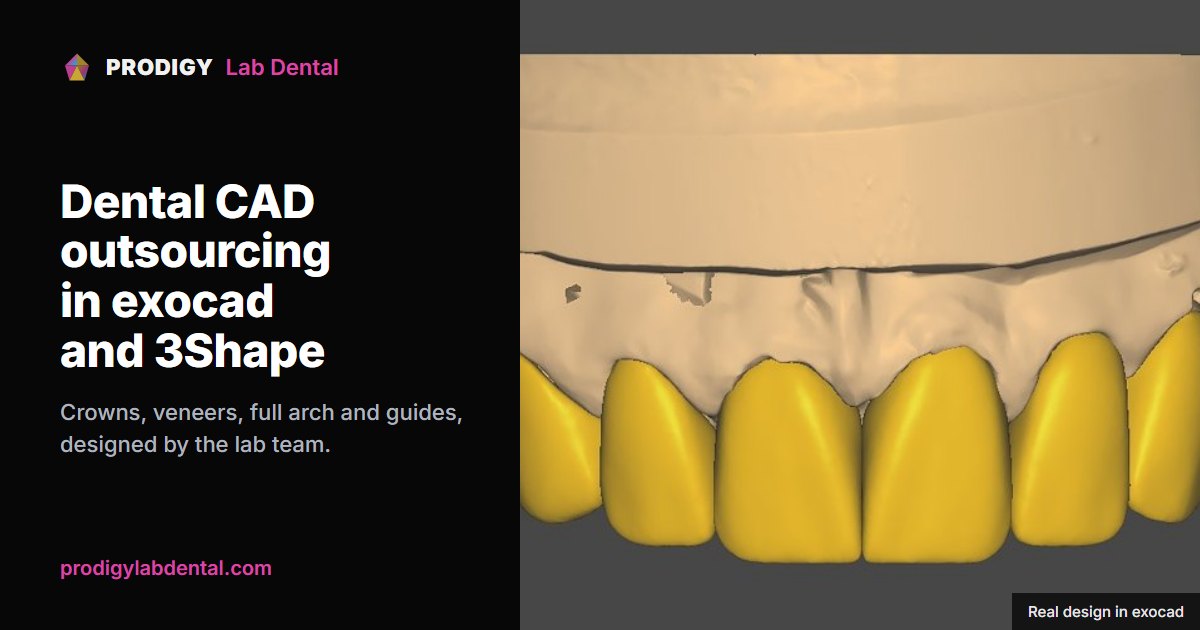 PRODIGY Lab Dental
Dental CAD
outsourcing
in exocad
and 3Shape
Crowns, veneers, full arch and guides,
designed by the lab team.
prodigylabdental.com
Real design in exocad